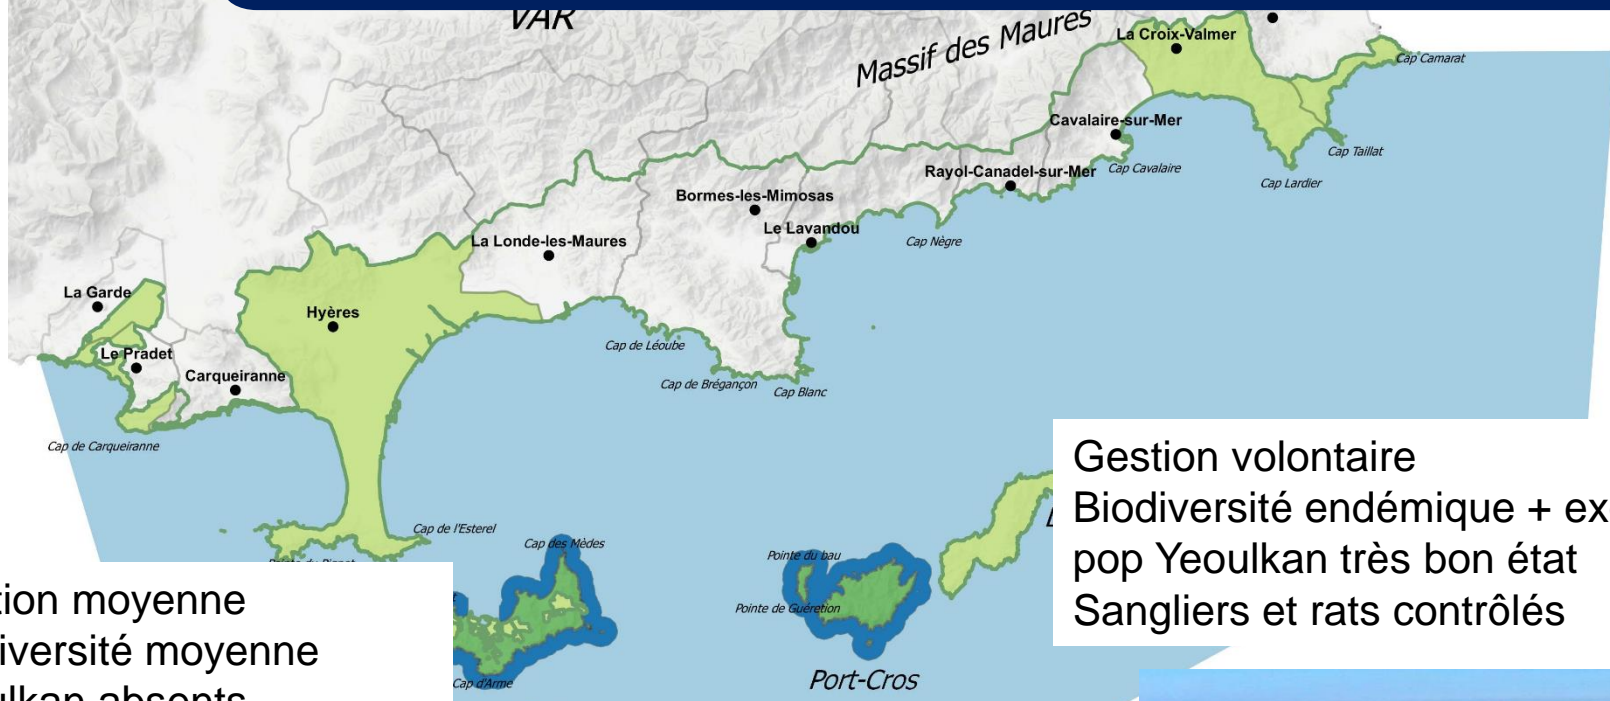 VAR
Massif des Maures
La Croix-Valmer
Cap Camarat
Cavalaire-sur-Mer
Cap Taillat
Rayol-Canadel-sur-Mer
Cap Cavalaire
Cap Lardier
Bormes-les-Mimosas
Le Lavandou
Cap Nègre
La Londe-les-Maures
La Garde
Hyères
Le Pradet
Cap de Léoube
Carqueiranne
Cap de Brégançon
Cap Blanc
Cap de Carqueiranne
Gestion volontaire
Biodiversité endémique + ex
pop Yeoulkan très bon état
Sangliers et rats contrôlés
Cap de l'Esterel
Cap des Mèdes
Pointe du bau
Pointe de Guéretion
tion moyenne
iversité moyenne
ulkan absents
Cap d'Arme
Port-Cros